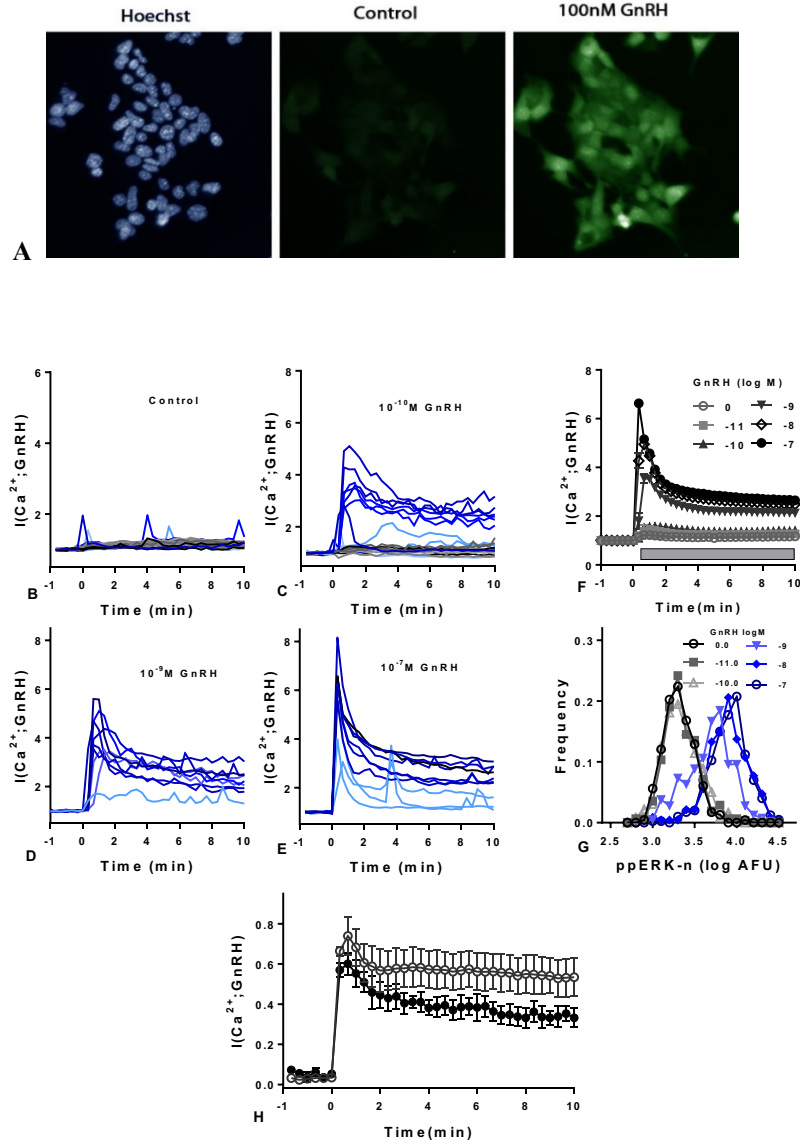 Hoechst Control 100nM GnRH
A
6
4
2
I(Ca2+;GnRH)
Control
-1 0 2 4 6 8 10
B
Time (min)
8
6
4
2
I(Ca2+;GnRH)
10-10M GnRH
-1 0 2 4 6 8 10
C
Time (min)
8
6
4
2
0
I(Ca2+;GnRH)
GnRH (log M)
0 -9
-11 -8
-10 -7
-1 0 2 4 6 8 10
F
Time(min)
8
6
4
2
I(Ca2+;GnRH)
10-9M GnRH
-1 0 2 4 6 8 10
D
Time (min)
8
6
4
2
I(Ca2+;GnRH)
10-7M GnRH
-1 0 2 4 6 8 10
E
Time (min)
0.3
0.2
0.1
0.0
Frequency
GnRH logM
0.0 -9
-11.0 -8
-10.0 -7
2.5 3.0 3.5 4.0 4.5
G
ppERK-n (log AFU)
0.8
0.6
0.4
0.2
0.0
I(Ca2+;GnRH)
-1 0 2 4 6 8 10
H
Time(min)